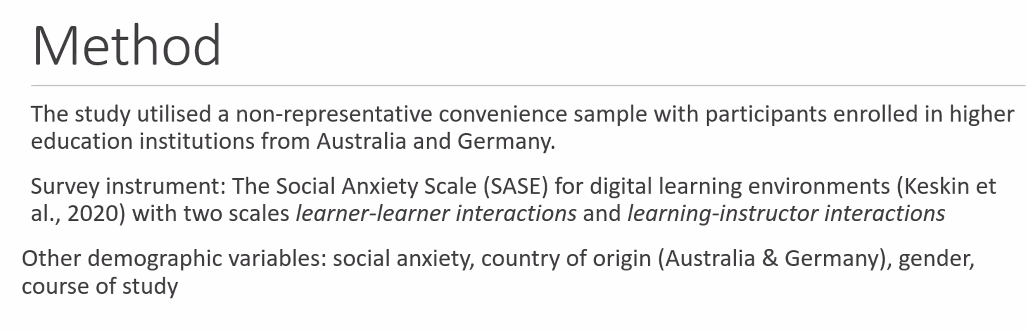 Method
The study utilised a non-representative convenience sample with participants enrolled in higher
education institutions from Australia and Germany.
Survey instrument: The Social Anxiety Scale (SASE) for digital learning environments (Keskin et
al., 2020) with two scales learner-learner interactions and learning-instructor interactions
Other demographic variables: social anxiety, country of origin (Australia & Germany), gender,
course of study